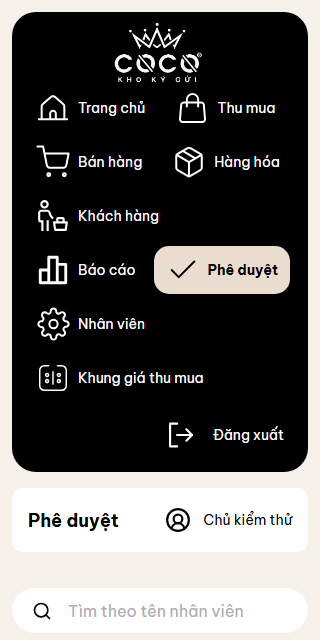 COCO®
KHO KÝ GỬI
Trang chủ
Thu mua
Bán hàng
Hàng hóa
Khách hàng
Báo cáo
Phê duyệt
Nhân viên
Khung giá thu mua
Đăng xuất
Phê duyệt
Chủ kiểm thử
Tìm theo tên nhân viên